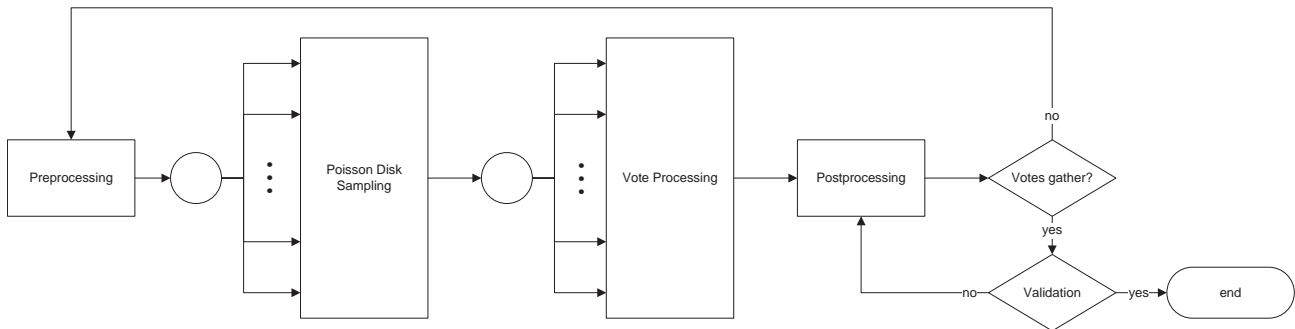 no
Preprocessing
Poisson Disk
Sampling
Vote Processing
Postprocessing
Votes gather?
yes
no
Validation
yes
end